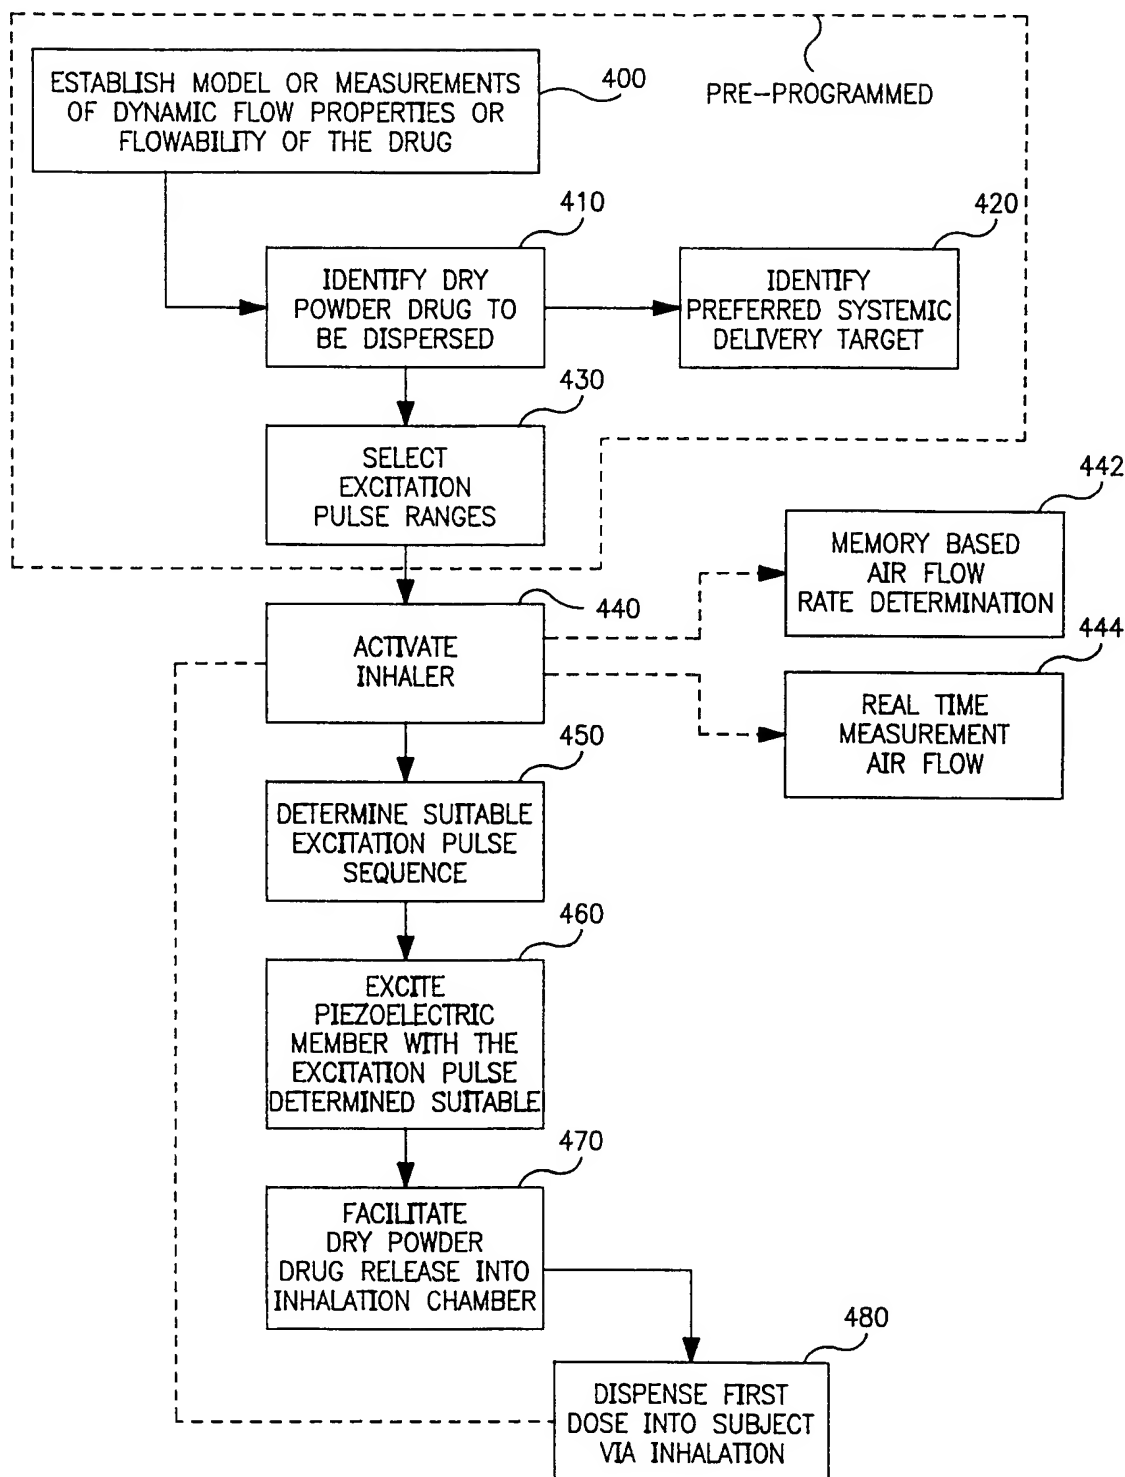 PRE-PROGRAMMED
400
ESTABLISH MODEL OR MEASUREMENTS
OF DYNAMIC FLOW PROPERTIES OR
FLOWABILITY OF THE DRUG
410
IDENTIFY DRY
POWDER DRUG TO
BE DISPERSED
420
IDENTIFY
PREFERRED SYSTEMIC
DELIVERY TARGET
430
SELECT
EXCITATION
PULSE RANGES
440
ACTIVATE
INHALER
442
MEMORY BASED
AIR FLOW
RATE DETERMINATION
444
REAL TIME
MEASUREMENT
AIR FLOW
450
DETERMINE SUITABLE
EXCITATION PULSE
SEQUENCE
460
EXCITE
PIEZOELECTRIC
MEMBER WITH THE
EXCITATION PULSE
DETERMINED SUITABLE
470
FACILITATE
DRY POWDER
DRUG RELEASE INTO
INHALATION CHAMBER
480
DISPENSE FIRST
DOSE INTO SUBJECT
VIA INHALATION